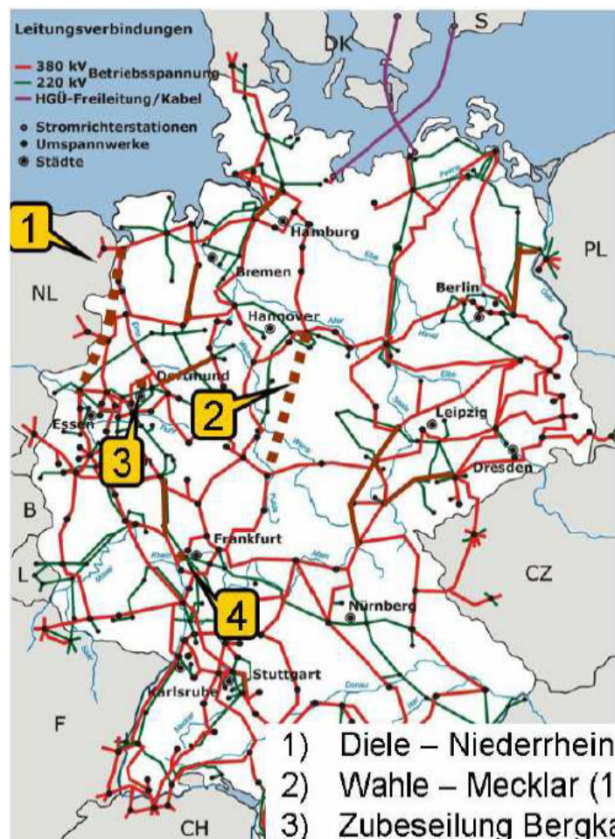 Leitungsverbindungen
380 kV
220 kV
Betriebsspannung
HGÜ-Freileitung/Kabel
Stromrichterstationen
Umspannwerke
Städte
DK
S
Hamburg
1
Bremen
PL
NL
Berlin
Hannover
Dortmund
Essen
2
Leipzig
3
Dresden
B
Frankfurt
L
CZ
4
Nürnberg
Karlsruhe
Stuttgart
F
CH
1) Diele – Niederrhein
2) Wahle – Mecklar (1
3) Zubeseilung Bergka